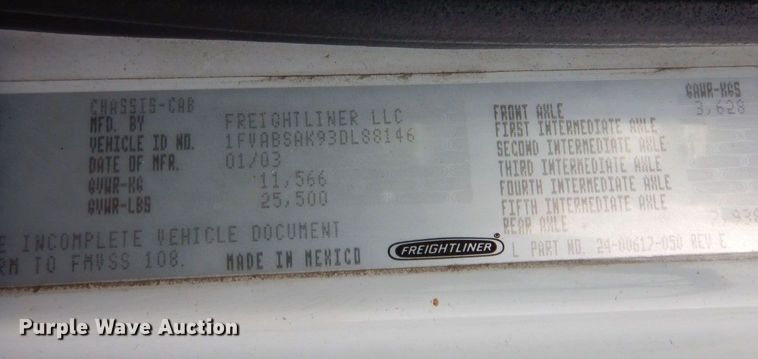 CHASSIS-CAB
MFD. BY FREIGHTLINER LLC
VEHICLE ID NO. 1FVABSAK93DL88146
DATE OF MFR. 01/03
GVWR-KG 11,566
GVWR-LBS 25,500
E INCOMPLETE VEHICLE DOCUMENT
RM TO FMVSS 108. MADE IN MEXICO
FREIGHTLINER
GAWR-KGS
FRONT AXLE 3,628
FIRST INTERMEDIATE AXLE
SECOND INTERMEDIATE AXLE
THIRD INTERMEDIATE AXLE
FOURTH INTERMEDIATE AXLE
FIFTH INTERMEDIATE AXLE
REAR AXLE 7,938
L PART NO. 24-00617-050 REV E
Purple Wave Auction